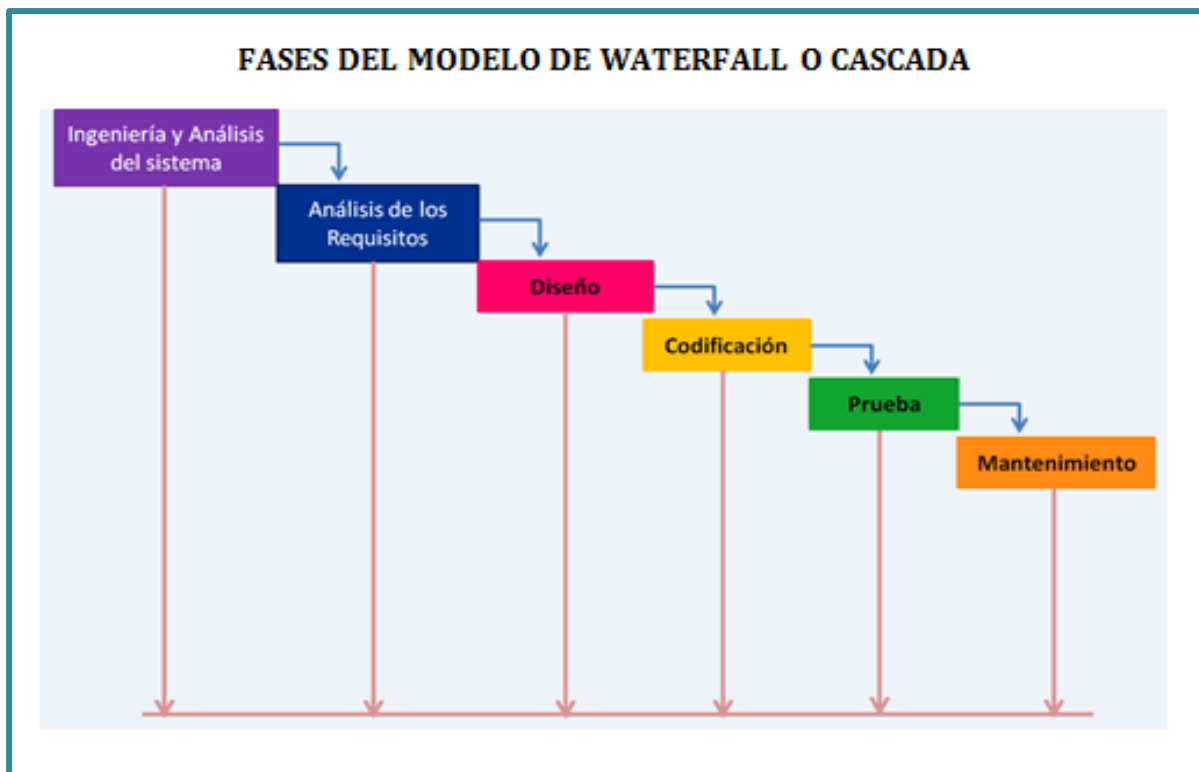 FASES DEL MODELO DE WATERFALL O CASCADA
Ingeniería y Análisis
del sistema
Análisis de los
Requisitos
Diseño
Codificación
Prueba
Mantenimiento